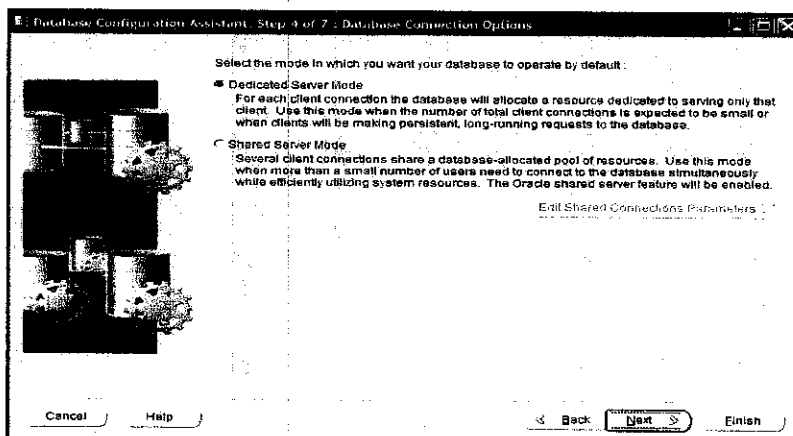 Database Configuration Assistant, Step 4 of 7 : Database Connection Options
Select the mode in which you want your database to operate by default :
Dedicated Server Mode
For each client connection the database will allocate a resource dedicated to serving only that
client. Use this mode when the number of total client connections is expected to be small or
when clients will be making persistent, long-running requests to the database.
Shared Server Mode
Several client connections share a database-allocated pool of resources. Use this mode
when more than a small number of users need to connect to the database simultaneously
while efficiently utilizing system resources. The Oracle shared server feature will be enabled.
Edit Shared Connections Parameters
Cancel Help Back Next Finish